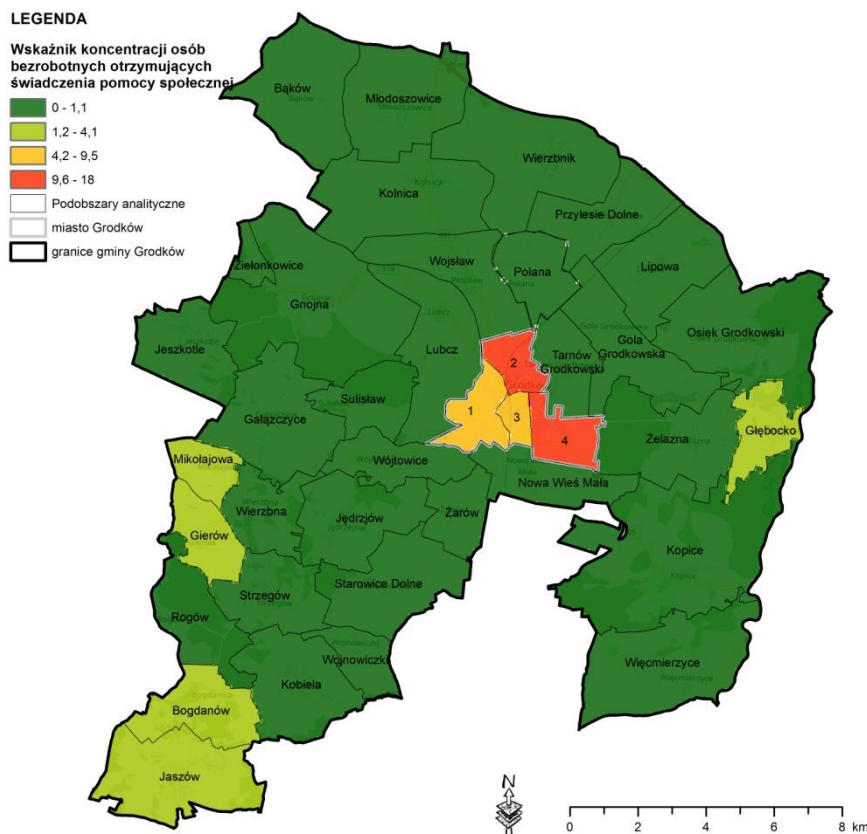 LEGENDA
Wskaźnik koncentracji osób
bezrobotnych otrzymujących
świadczenia pomocy społecznej
0 - 1,1
1,2 - 4,1
4,2 - 9,5
9,6 - 18
Podobszary analityczne
miasto Grodków
granice gminy Grodków
Bąków
Młodoszowice
Wierzbnik
Kolnica
Przylesie Dolne
Zielonkowice
Wojsław
Polana
Lipowa
Gnojna
Jeszkotle
Lubcz
2
Tarnów
Grodkowski
Gola
Grodkowska
Osiek Grodkowski
Sulisław
Gałązczyce
1
3
4
Żelazna
Głębocko
Mikołajowa
Wójtowice
Nowa Wieś Mała
Wierzbna
Gierów
Jędrzjów
Żarów
Kopice
Starowice Dolne
Strzegów
Rogów
Wojnowiczki
Kobiela
Więcmierzyce
Bogdanów
Jaszów
N
0 2 4 6 8 km